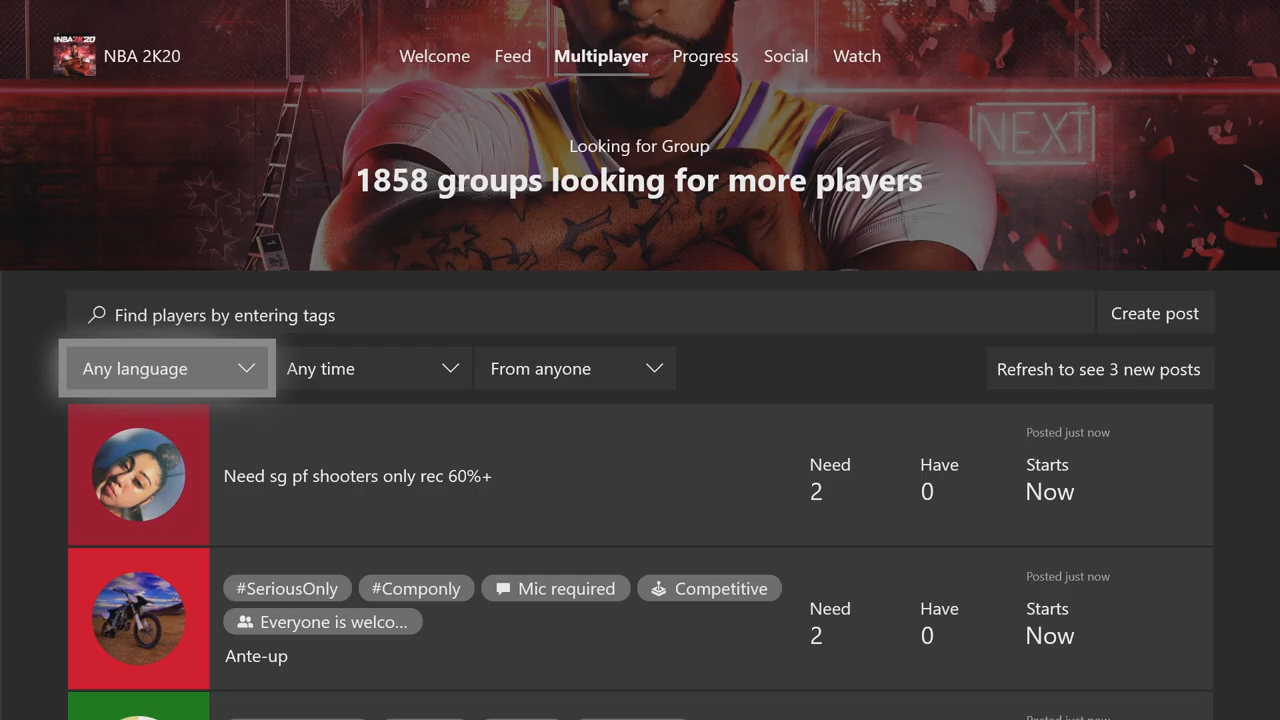 NBA 2K20
NBA 2K20
Welcome
Feed
Multiplayer
Progress
Social
Watch
NEXT
Looking for Group
1858 groups looking for more players
Find players by entering tags
Create post
Any language
Any time
From anyone
Refresh to see 3 new posts
Need sg pf shooters only rec 60%+
Need
2
Have
0
Posted just now
Starts
Now
#SeriousOnly
#Componly
Mic required
Competitive
Everyone is welco...
Ante-up
Need
2
Have
0
Posted just now
Starts
Now
Posted just now